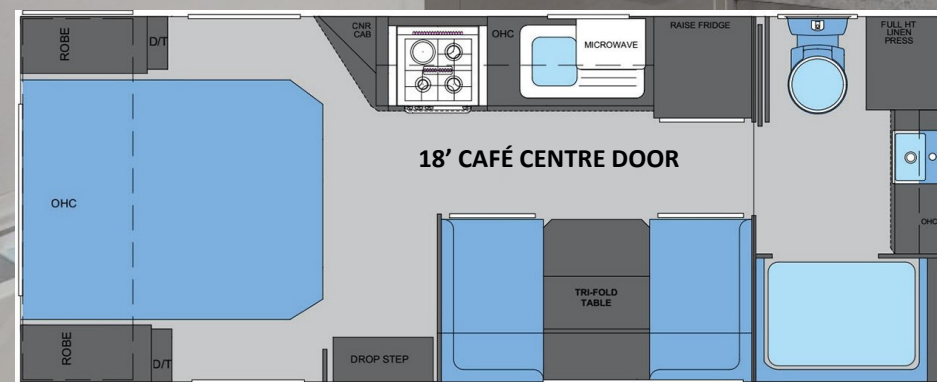 ROBE
D/T
CNR
CAB
OHC
MICROWAVE
RAISE FRIDGE
FULL HT
LINEN
PRESS
18’ CAFÉ CENTRE DOOR
OHC
OHC
TRI-FOLD
TABLE
ROBE
D/T
DROP STEP